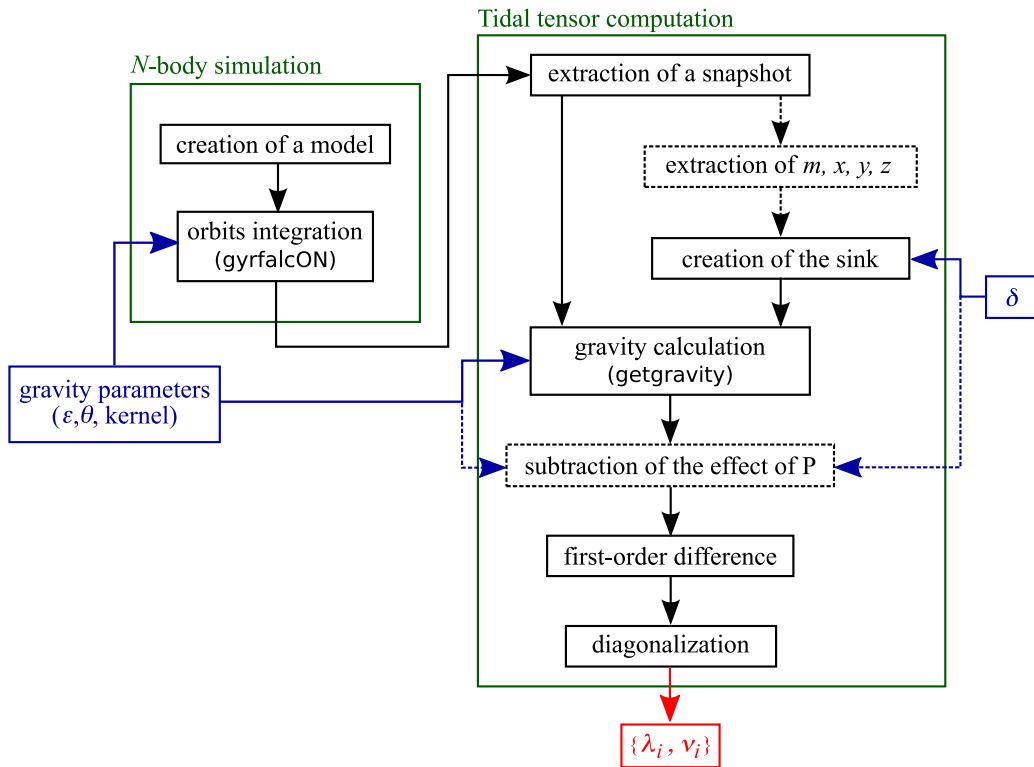 Tidal tensor computation
N-body simulation
extraction of a snapshot
creation of a model
extraction of m, x, y, z
orbits integration
(gyrfalcON)
creation of the sink
δ
gravity calculation
(getgravity)
gravity parameters
(ε,θ, kernel)
subtraction of the effect of P
first-order difference
diagonalization
{λi , νi}